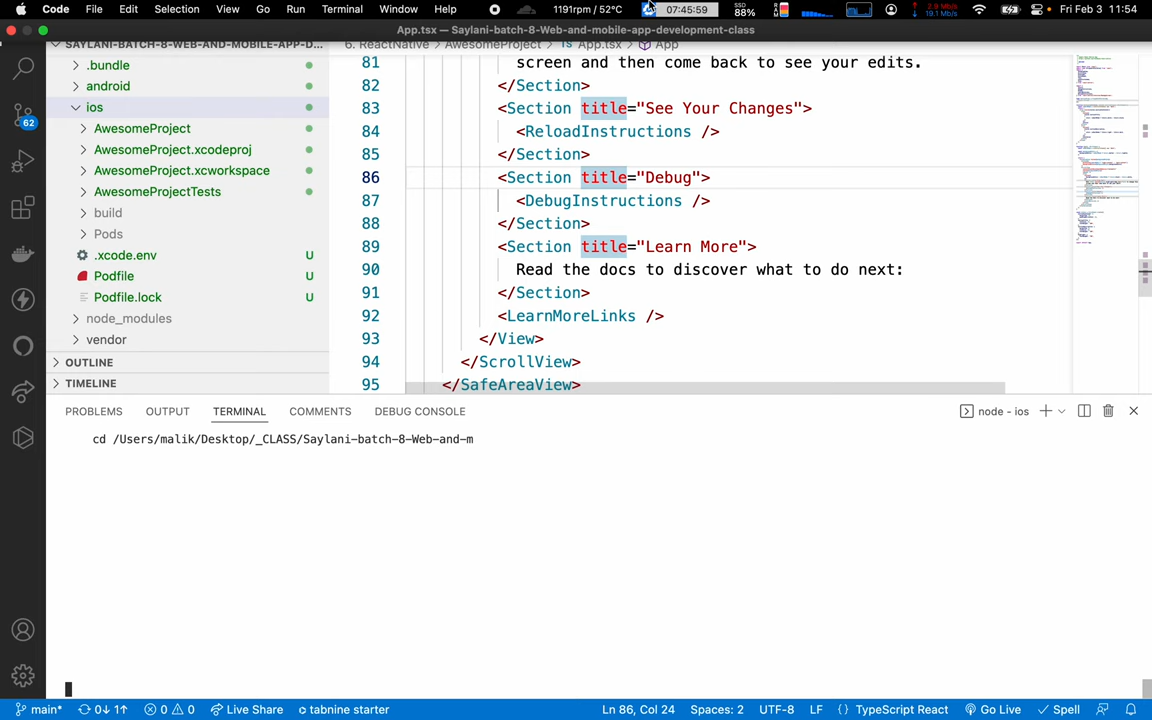 Code File Edit Selection View Go Run Terminal Window Help 1191rpm / 52°C 07:45:59 SSD 88% Fri Feb 3 11:54
App.tsx — Saylani-batch-8-Web-and-mobile-app-development-class
SAYLANI-BATCH-8-WEB-AND-MOBILE-APP-D...
6. ReactNative > AwesomeProject > TS App.tsx > App
.bundle
android
ios
AwesomeProject
AwesomeProject.xcodeproj
AwesomeProject.xcworkspace
AwesomeProjectTests
build
Pods
.xcode.env U
Podfile U
Podfile.lock U
node_modules
vendor
OUTLINE
TIMELINE
62
81 screen and then come back to see your edits.
82 </Section>
83 <Section title="See Your Changes">
84 <ReloadInstructions />
85 </Section>
86 <Section title="Debug">
87 <DebugInstructions />
88 </Section>
89 <Section title="Learn More">
90 Read the docs to discover what to do next:
91 </Section>
92 <LearnMoreLinks />
93 </View>
94 </ScrollView>
95 </SafeAreaView>
PROBLEMS OUTPUT TERMINAL COMMENTS DEBUG CONSOLE node - ios
cd /Users/malik/Desktop/_CLASS/Saylani-batch-8-Web-and-m
main* 0↓ 1↑ 0 0 Live Share tabnine starter Ln 86, Col 24 Spaces: 2 UTF-8 LF {} TypeScript React Go Live Spell